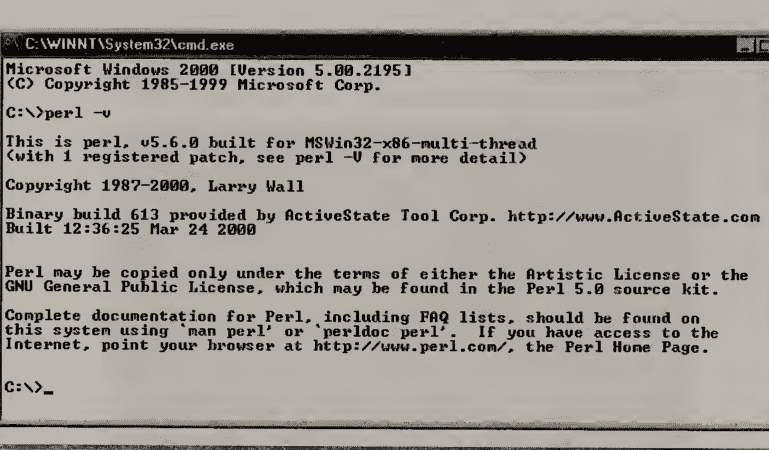 C:\WINNT\System32\cmd.exe
Microsoft Windows 2000 [Version 5.00.2195]
(C) Copyright 1985-1999 Microsoft Corp.
C:\>perl -v
This is perl, v5.6.0 built for MSWin32-x86-multi-thread
(with 1 registered patch, see perl -V for more detail)
Copyright 1987-2000, Larry Wall
Binary build 613 provided by ActiveState Tool Corp. http://www.ActiveState.com
Built 12:36:25 Mar 24 2000
Perl may be copied only under the terms of either the Artistic License or the
GNU General Public License, which may be found in the Perl 5.0 source kit.
Complete documentation for Perl, including FAQ lists, should be found on
this system using `man perl' or `perldoc perl'.  If you have access to the
Internet, point your browser at http://www.perl.com/, the Perl Home Page.
C:\>_